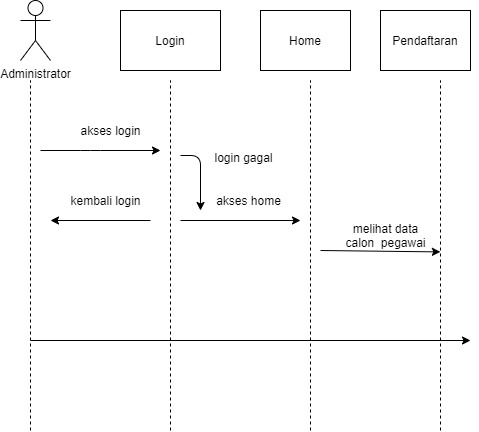 Login
Home
Pendaftaran
Administrator
akses login
login gagal
kembali login
akses home
melihat data
calon pegawai